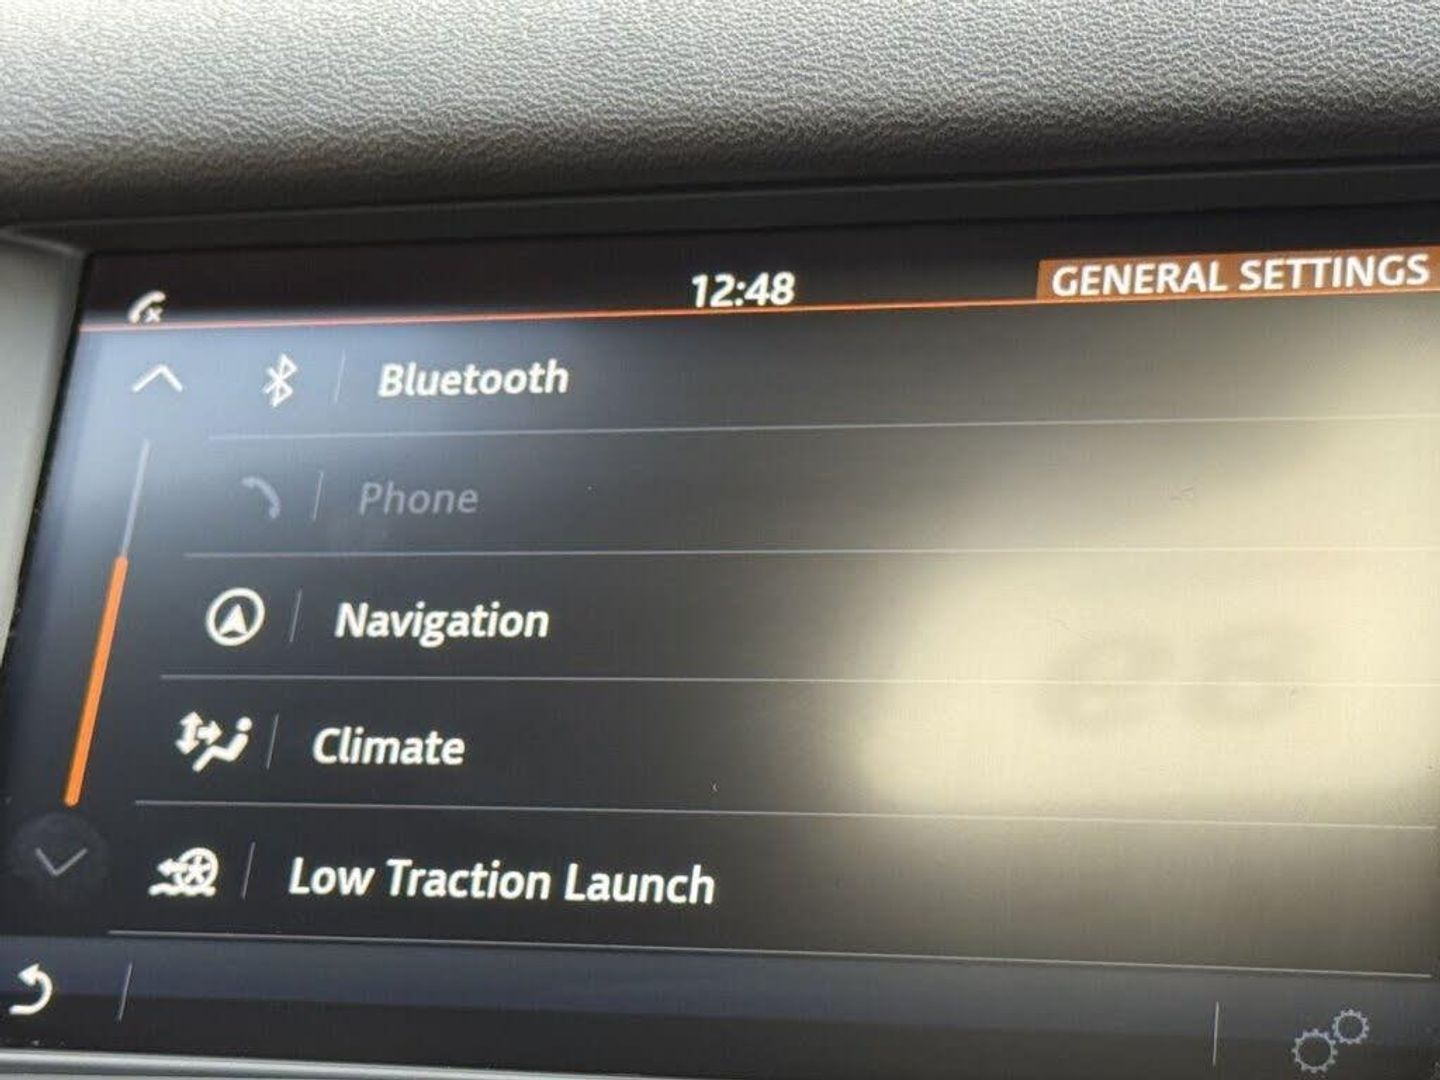 12:48
GENERAL SETTINGS
Bluetooth
Phone
Navigation
Climate
Low Traction Launch